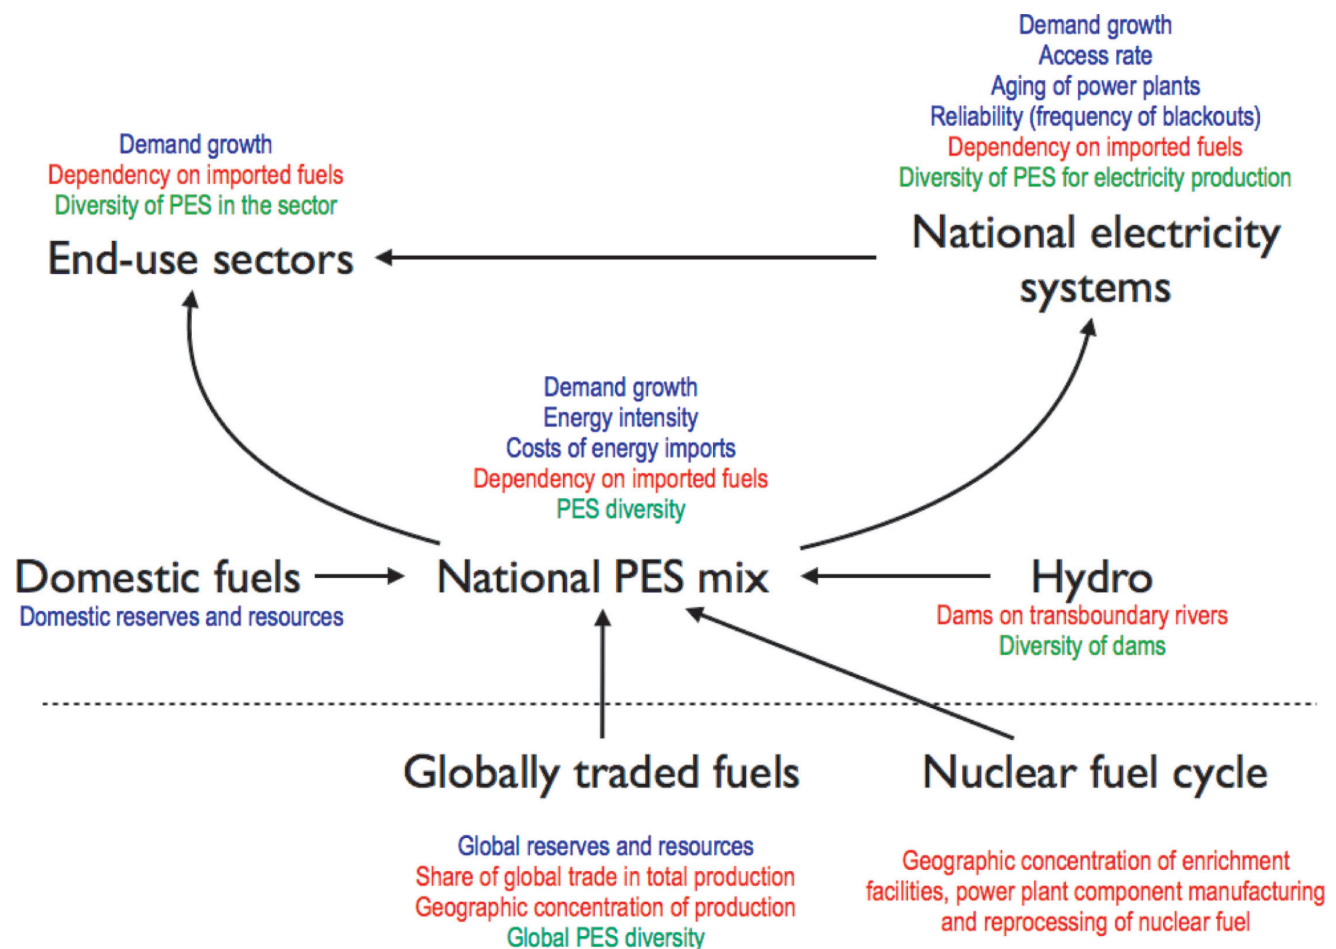 Demand growth
Access rate
Aging of power plants
Reliability (frequency of blackouts)
Dependency on imported fuels
Diversity of PES for electricity production
National electricity
systems
Demand growth
Dependency on imported fuels
Diversity of PES in the sector
End-use sectors
Demand growth
Energy intensity
Costs of energy imports
Dependency on imported fuels
PES diversity
National PES mix
Domestic fuels
Domestic reserves and resources
Hydro
Dams on transboundary rivers
Diversity of dams
Globally traded fuels
Global reserves and resources
Share of global trade in total production
Geographic concentration of production
Global PES diversity
Nuclear fuel cycle
Geographic concentration of enrichment
facilities, power plant component manufacturing
and reprocessing of nuclear fuel